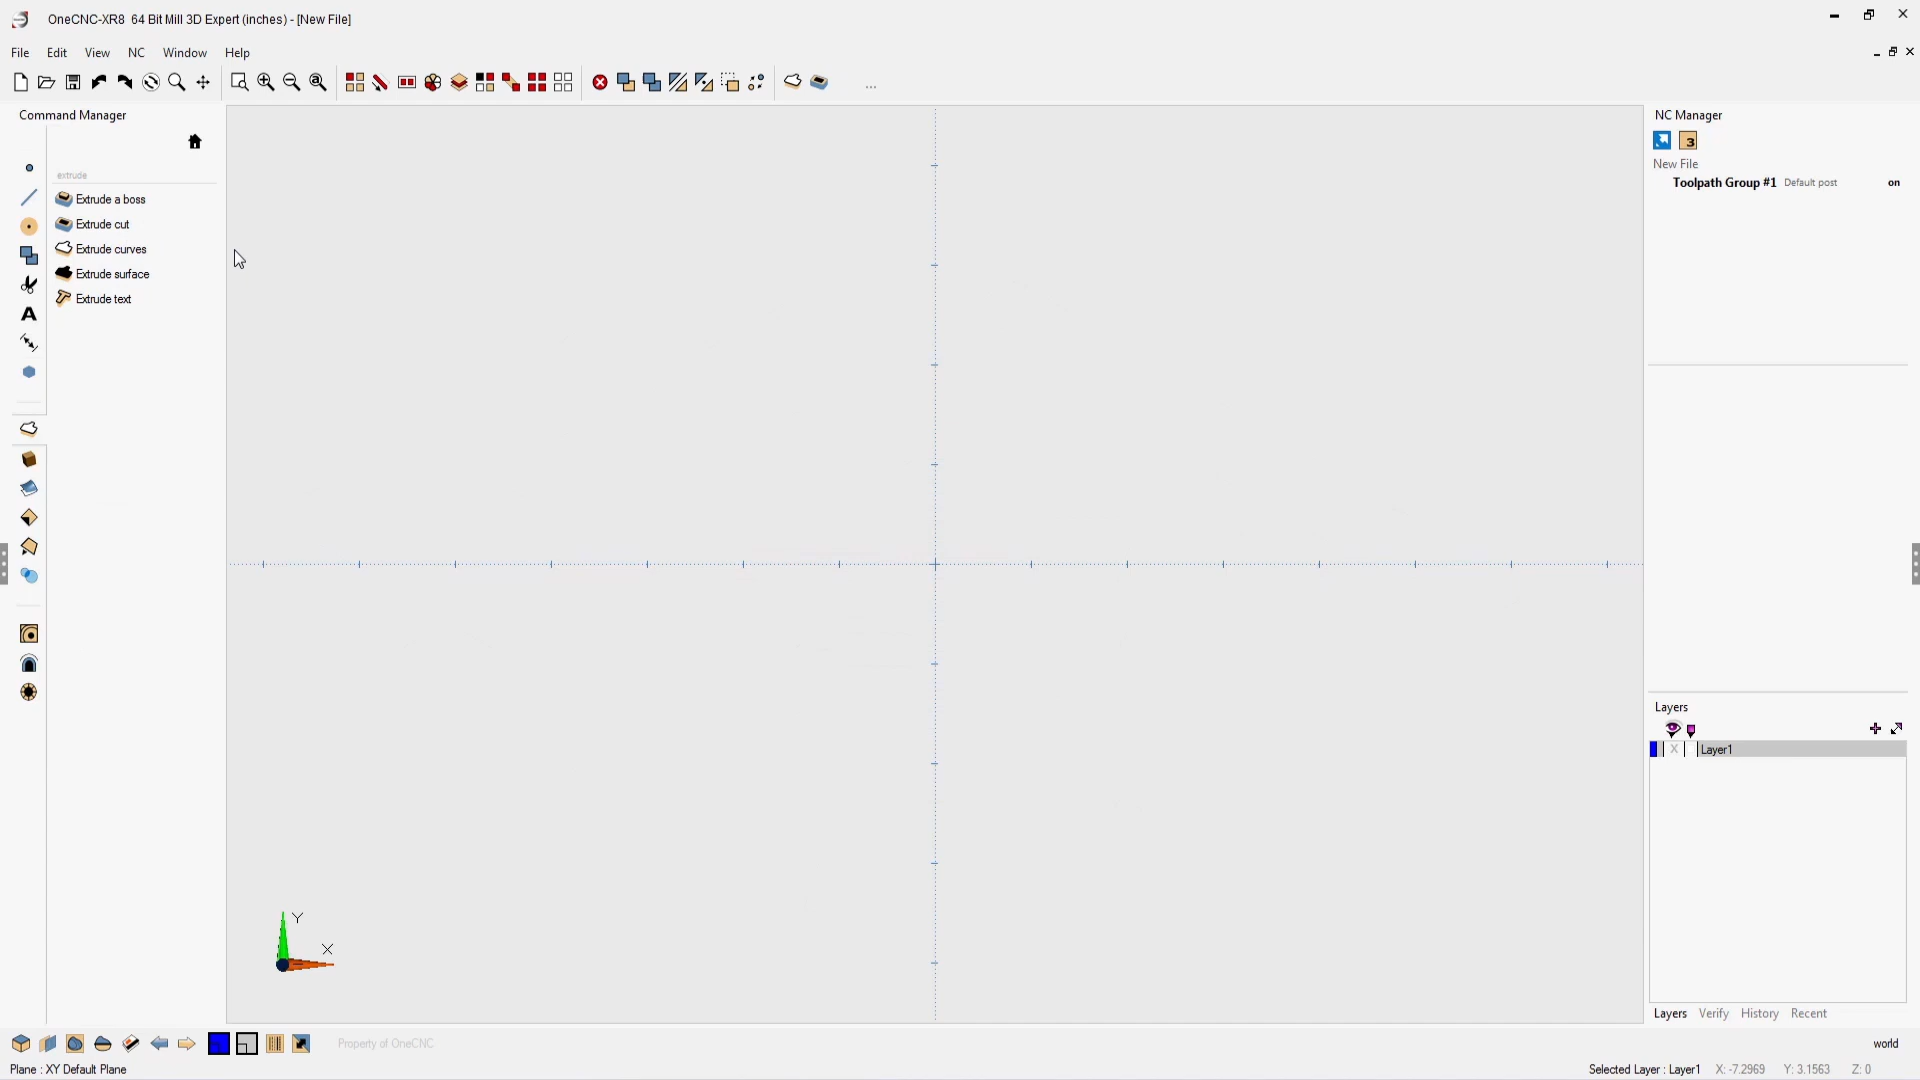 OneCNC-XR8 64 Bit Mill 3D Expert (inches) - [New File]
File Edit View NC Window Help
...
Command Manager
extrude
Extrude a boss
Extrude cut
Extrude curves
Extrude surface
Extrude text
A
Y
X
NC Manager
3
New File
Toolpath Group #1 Default post on
Layers
X Layer1
Layers Verify History Recent
Property of OneCNC
world
Plane : XY Default Plane
Selected Layer : Layer1 X: -7.2969 Y: 3.1563 Z: 0